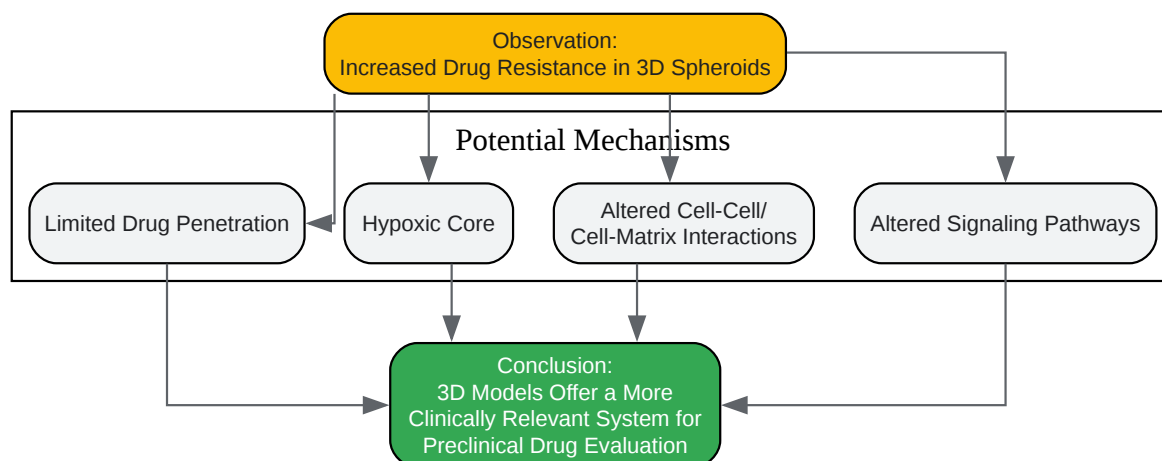 Observation:
Increased Drug Resistance in 3D Spheroids
Potential Mechanisms
Limited Drug Penetration
Hypoxic Core
Altered Cell-Cell/
Cell-Matrix Interactions
Altered Signaling Pathways
Conclusion:
3D Models Offer a More
Clinically Relevant System for
Preclinical Drug Evaluation